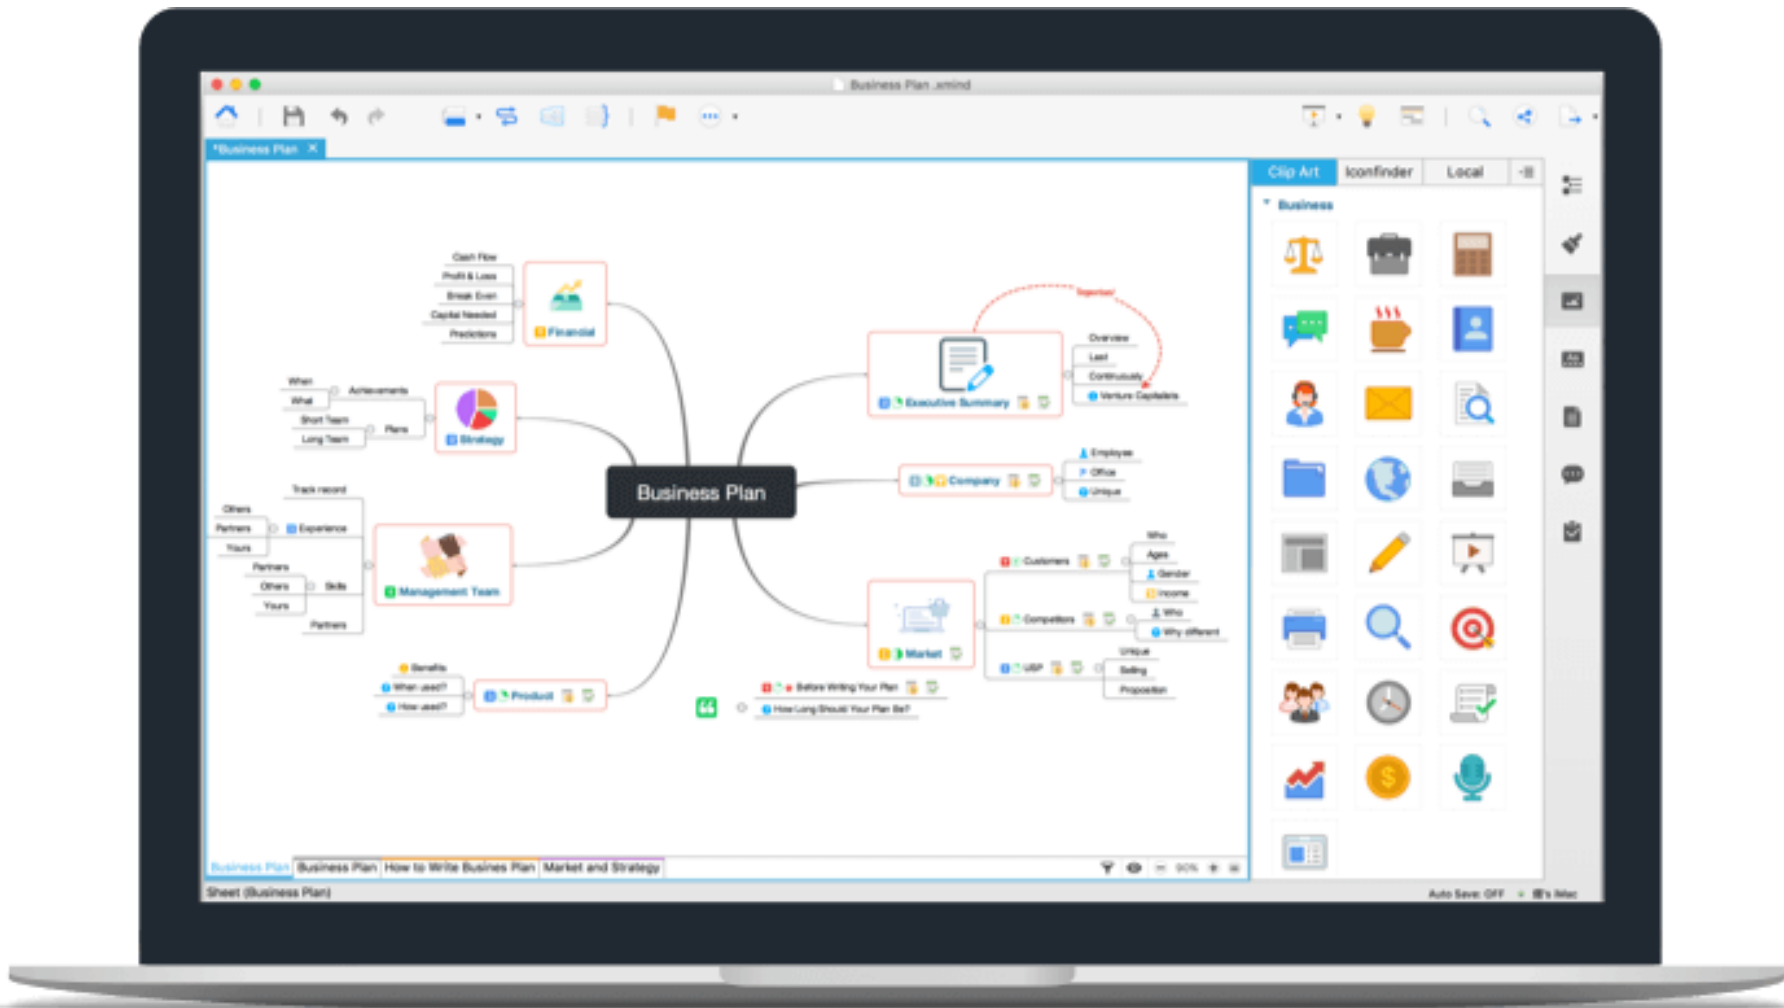 Business Plan .xmind
*Business Plan
Clip Art
Iconfinder
Local
Business
Cash Flow
Profit & Loss
Break Even
Capital Needed
Predictions
Financial
When
What
Achievements
Short Team
Long Team
Plans
Strategy
Track record
Others
Partners
Yours
Experience
Partners
Others
Yours
Skills
Partners
Management Team
Benefits
When used?
How used?
Product
Business Plan
Important!
Executive Summary
Overview
Last
Continuously
Venture Capitalists
Company
Employee
Office
Unique
Market
Customers
Who
Ages
Gender
Income
Competitors
Who
Why different
USP
Unique
Selling
Proposition
Before Writing Your Plan
How Long Should Your Plan Be?
Business Plan
Business Plan
How to Write Busines Plan
Market and Strategy
90%
Sheet (Business Plan)
Auto Save: OFF
's iMac